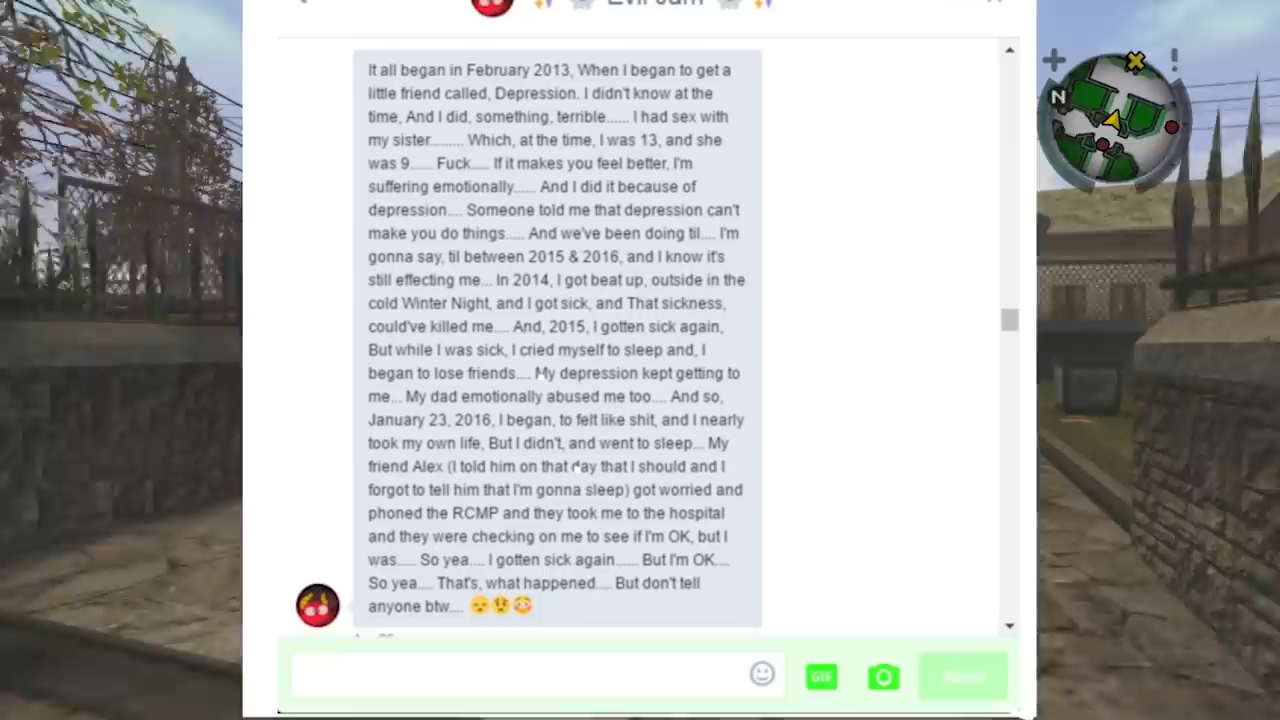 Evil Jam
It all began in February 2013, When I began to get a
little friend called, Depression. I didn't know at the
time, And I did, something, terrible...... I had sex with
my sister......... Which, at the time, I was 13, and she
was 9...... Fuck..... If it makes you feel better, I'm
suffering emotionally...... And I did it because of
depression.... Someone told me that depression can't
make you do things..... And we've been doing til.... I'm
gonna say, til between 2015 & 2016, and I know it's
still effecting me... In 2014, I got beat up, outside in the
cold Winter Night, and I got sick, and That sickness,
could've killed me.... And, 2015, I gotten sick again,
But while I was sick, I cried myself to sleep and, I
began to lose friends.... My depression kept getting to
me... My dad emotionally abused me too.... And so,
January 23, 2016, I began, to felt like shit, and I nearly
took my own life, But I didn't, and went to sleep... My
friend Alex (I told him on that day that I should and I
forgot to tell him that I'm gonna sleep) got worried and
phoned the RCMP and they took me to the hospital
and they were checking on me to see if I'm OK, but I
was..... So yea.... I gotten sick again...... But I'm OK....
So yea.... That's, what happened.... But don't tell
anyone btw....
GIF
Send
N